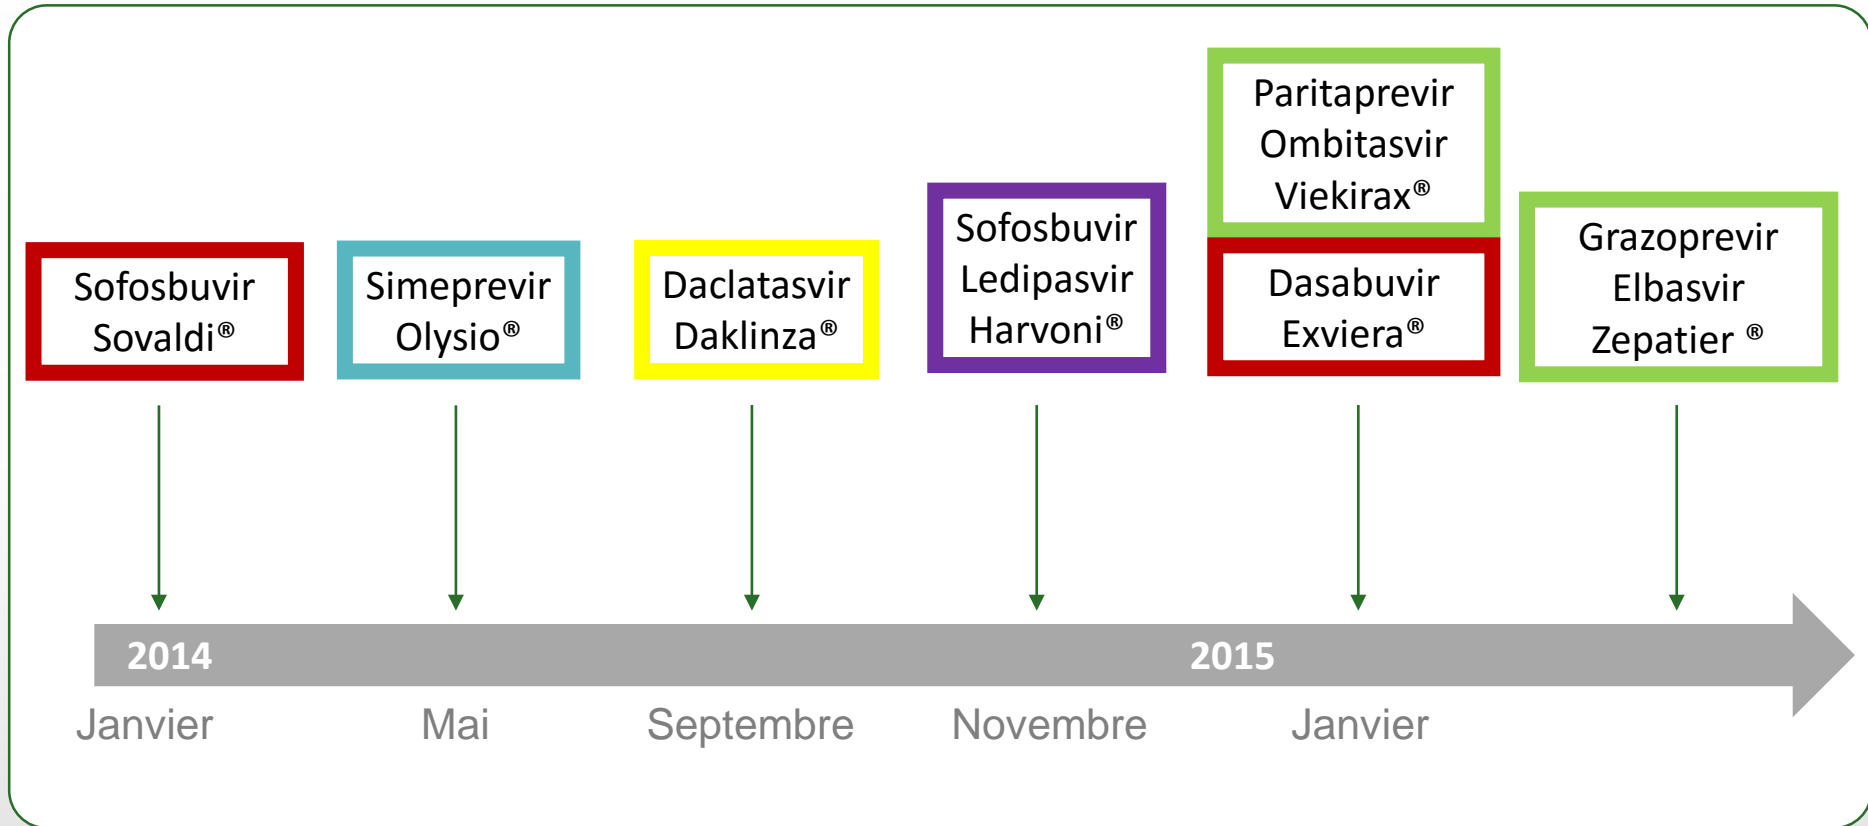 Sofosbuvir
Sovaldi®
Simeprevir
Olysio®
Daclatasvir
Daklinza®
Sofosbuvir
Ledipasvir
Harvoni®
Paritaprevir
Ombitasvir
Viekirax®
Dasabuvir
Exviera®
Grazoprevir
Elbasvir
Zepatier ®
2014
2015
Janvier
Mai
Septembre
Novembre
Janvier